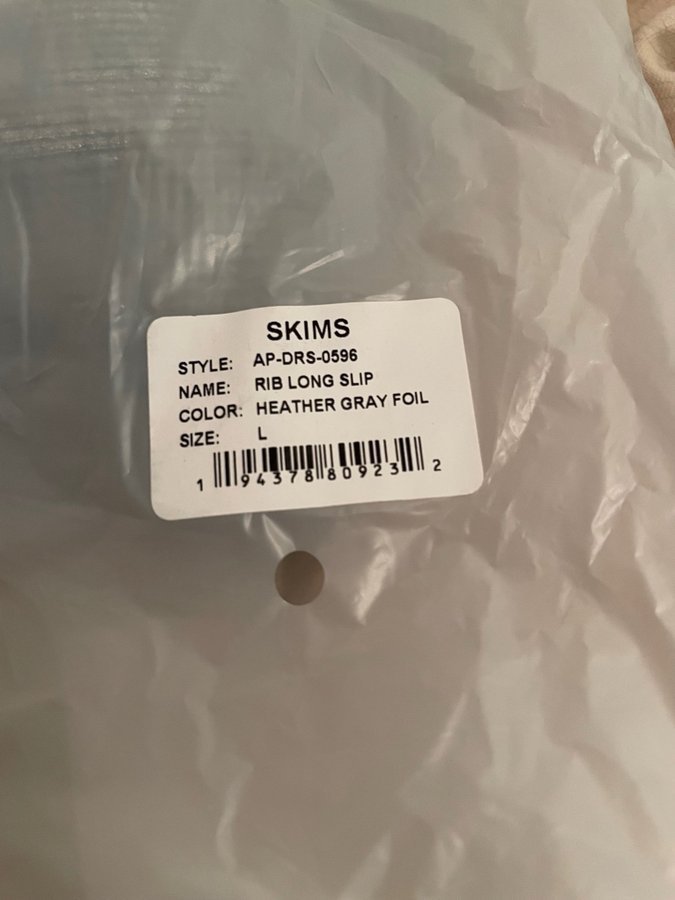 SKIMS
STYLE: AP-DRS-0596
NAME: RIB LONG SLIP
COLOR: HEATHER GRAY FOIL
SIZE: L
1 94378 80923 2